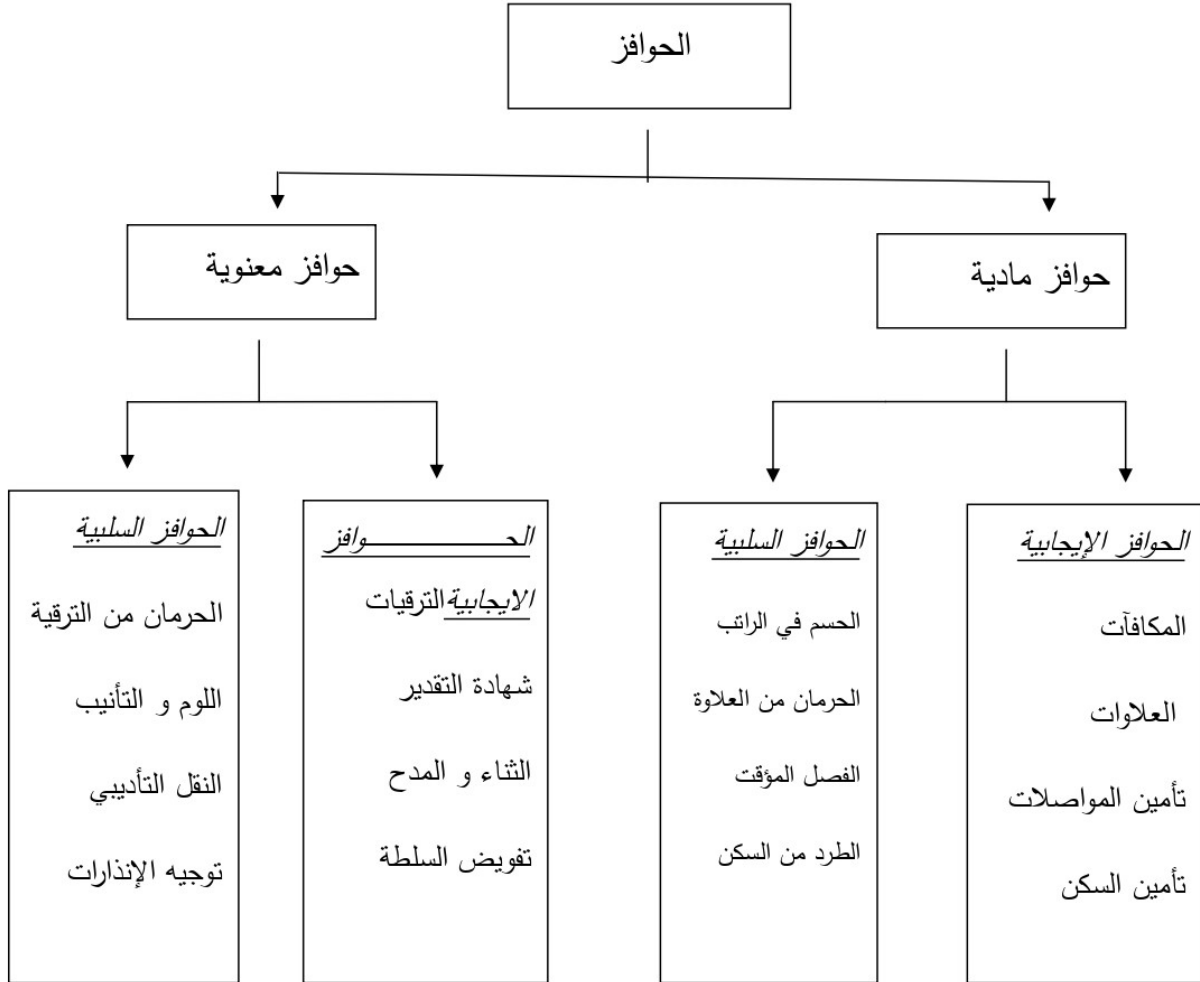 الحوافز
حوافز مادية
حوافز معنوية
الحوافز الإيجابية
المكافآت
العلاوات
تأمين المواصلات
تأمين السكن
الحوافز السلبية
الحسم في الراتب
الحرمان من العلاوة
الفصل المؤقت
الطرد من السكن
الحـــــــــوافز
الايجابية الترقيات
شهادة التقدير
الثناء و المدح
تفويض السلطة
الحوافز السلبية
الحرمان من الترقية
اللوم و التأنيب
النقل التأديبي
توجيه الإنذارات